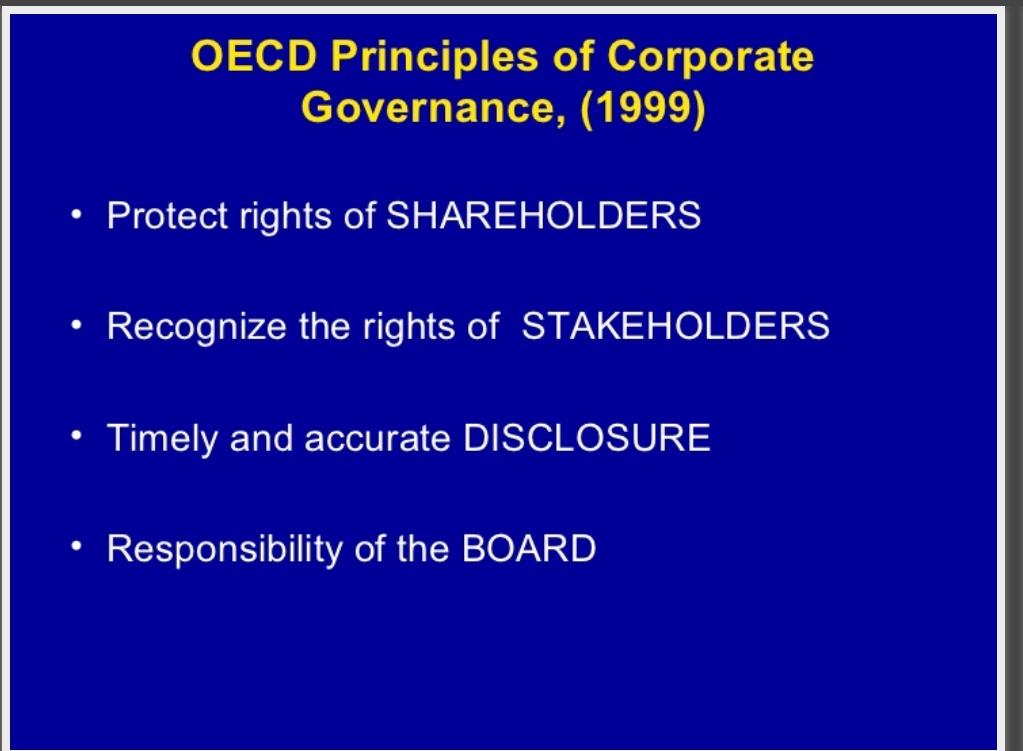 OECD Principles of Corporate
Governance, (1999)
• Protect rights of SHAREHOLDERS
• Recognize the rights of  STAKEHOLDERS
• Timely and accurate DISCLOSURE
• Responsibility of the BOARD